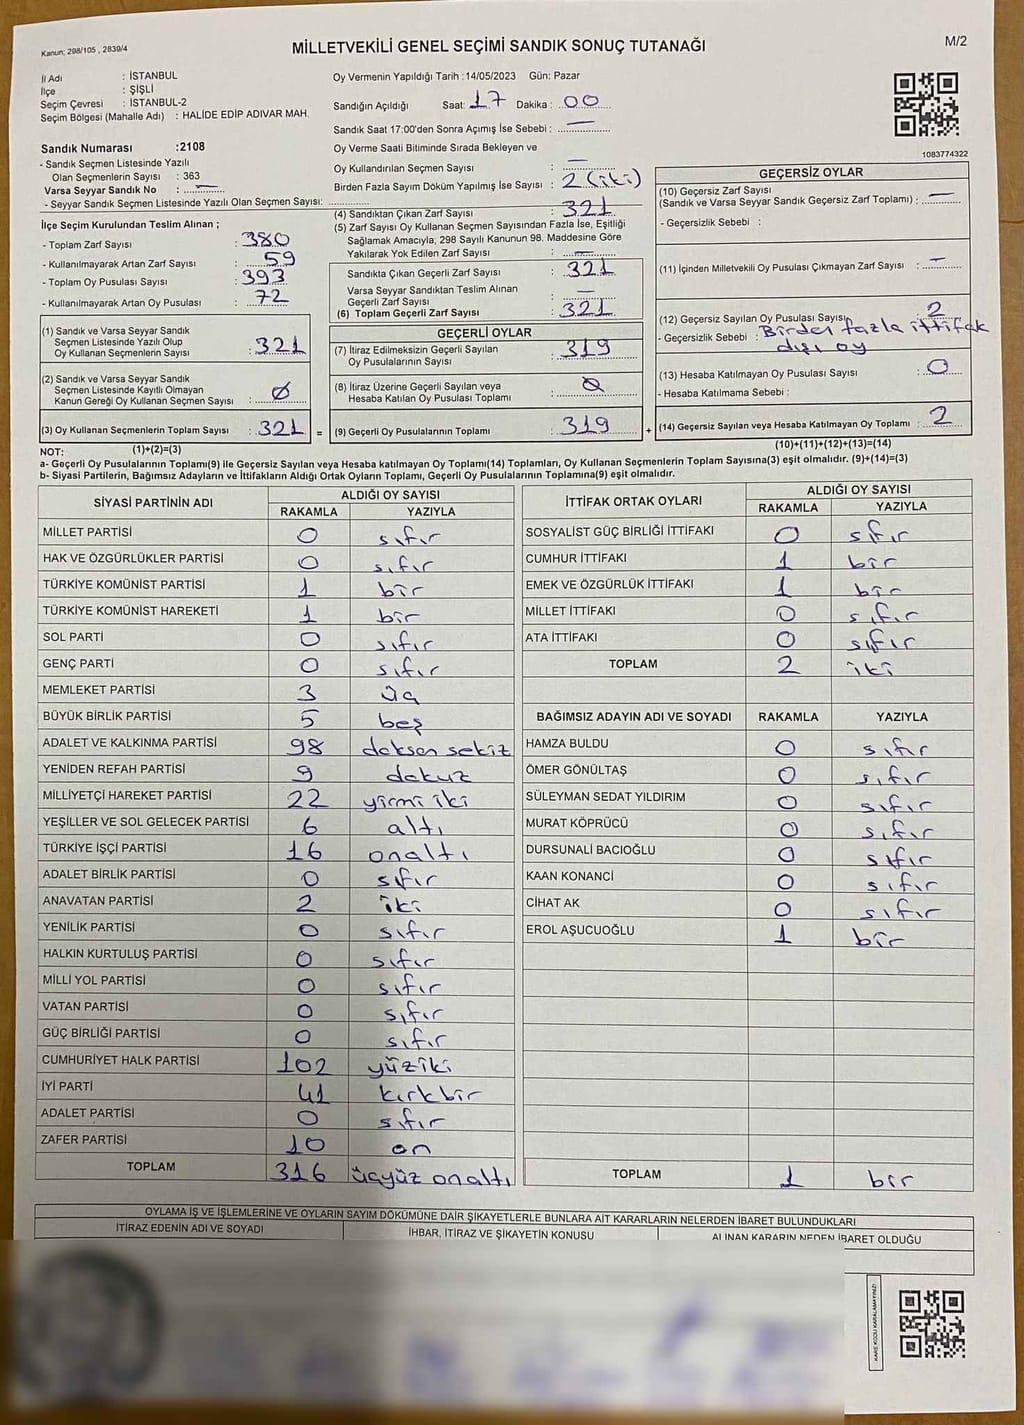 Kanun; 298/105 , 2839/4
MİLLETVEKİLİ GENEL SEÇİMİ SANDIK SONUÇ TUTANAĞI
M/2
İl Adı : İSTANBUL
İlçe : ŞİŞLİ
Seçim Çevresi : İSTANBUL-2
Seçim Bölgesi (Mahalle Adı) : HALİDE EDİP ADIVAR MAH.
Sandık Numarası :2108
- Sandık Seçmen Listesinde Yazılı
Olan Seçmenlerin Sayısı : 363
Varsa Seyyar Sandık No : —
- Seyyar Sandık Seçmen Listesinde Yazılı Olan Seçmen Sayısı:
Oy Vermenin Yapıldığı Tarih :14/05/2023 Gün: Pazar
Sandığın Açıldığı Saat: 17 Dakika : 00
Sandık Saat 17:00'den Sonra Açımış İse Sebebi : —
Oy Verme Saati Bitiminde Sırada Bekleyen ve
Oy Kullandırılan Seçmen Sayısı : —
Birden Fazla Sayım Döküm Yapılmış İse Sayısı : 2 (iki)
1083774322
İlçe Seçim Kurulundan Teslim Alınan ;
- Toplam Zarf Sayısı : 380
- Kullanılmayarak Artan Zarf Sayısı : 59
- Toplam Oy Pusulası Sayısı : 393
- Kullanılmayarak Artan Oy Pusulası : 72
(1) Sandık ve Varsa Seyyar Sandık
Seçmen Listesinde Yazılı Olup
Oy Kullanan Seçmenlerin Sayısı : 321
(2) Sandık ve Varsa Seyyar Sandık
Seçmen Listesinde Kayıtlı Olmayan
Kanun Gereği Oy Kullanan Seçmen Sayısı : Ø
(3) Oy Kullanan Seçmenlerin Toplam Sayısı : 321 =
(4) Sandıktan Çıkan Zarf Sayısı : 321
(5) Zarf Sayısı Oy Kullanan Seçmen Sayısından Fazla İse, Eşitliği
Sağlamak Amacıyla, 298 Sayılı Kanunun 98. Maddesine Göre
Yakılarak Yok Edilen Zarf Sayısı : —
Sandıkta Çıkan Geçerli Zarf Sayısı : 321
Varsa Seyyar Sandıktan Teslim Alınan
Geçerli Zarf Sayısı : —
(6) Toplam Geçerli Zarf Sayısı : 321
GEÇERLİ OYLAR
(7) İtiraz Edilmeksizin Geçerli Sayılan
Oy Pusulalarının Sayısı : 319
(8) İtiraz Üzerine Geçerli Sayılan veya
Hesaba Katılan Oy Pusulası Toplamı : Ø
(9) Geçerli Oy Pusulalarının Toplamı : 319 +
GEÇERSİZ OYLAR
(10) Geçersiz Zarf Sayısı
(Sandık ve Varsa Seyyar Sandık Geçersiz Zarf Toplamı) : —
- Geçersizlik Sebebi :
(11) İçinden Milletvekili Oy Pusulası Çıkmayan Zarf Sayısı : —
(12) Geçersiz Sayılan Oy Pusulası Sayısı : 2
- Geçersizlik Sebebi : Birden fazla ittifak
dışı oy
(13) Hesaba Katılmayan Oy Pusulası Sayısı : 0
- Hesaba Katılmama Sebebi :
(14) Geçersiz Sayılan veya Hesaba Katılmayan Oy Toplamı : 2
NOT: (1)+(2)=(3) (10)+(11)+(12)+(13)=(14)
a- Geçerli Oy Pusulalarının Toplamı(9) ile Geçersiz Sayılan veya Hesaba katılmayan Oy Toplamı(14) Toplamları, Oy Kullanan Seçmenlerin Toplam Sayısına(3) eşit olmalıdır. (9)+(14)=(3)
b- Siyasi Partilerin, Bağımsız Adayların ve İttifakların Aldığı Ortak Oyların Toplamı, Geçerli Oy Pusulalarının Toplamına(9) eşit olmalıdır.
SİYASİ PARTİNİN ADI ALDIĞI OY SAYISI
RAKAMLA YAZIYLA
MİLLET PARTİSİ 0 sıfır
HAK VE ÖZGÜRLÜKLER PARTİSİ 0 sıfır
TÜRKİYE KOMÜNİST PARTİSİ 1 bir
TÜRKİYE KOMÜNİST HAREKETİ 1 bir
SOL PARTİ 0 sıfır
GENÇ PARTİ 0 sıfır
MEMLEKET PARTİSİ 3 üç
BÜYÜK BİRLİK PARTİSİ 5 beş
ADALET VE KALKINMA PARTİSİ 98 doksan sekiz
YENİDEN REFAH PARTİSİ 9 dokuz
MİLLİYETÇİ HAREKET PARTİSİ 22 yirmi iki
YEŞİLLER VE SOL GELECEK PARTİSİ 6 altı
TÜRKİYE İŞÇİ PARTİSİ 16 onaltı
ADALET BİRLİK PARTİSİ 0 sıfır
ANAVATAN PARTİSİ 2 iki
YENİLİK PARTİSİ 0 sıfır
HALKIN KURTULUŞ PARTİSİ 0 sıfır
MİLLİ YOL PARTİSİ 0 sıfır
VATAN PARTİSİ 0 sıfır
GÜÇ BİRLİĞİ PARTİSİ 0 sıfır
CUMHURİYET HALK PARTİSİ 102 yüziki
İYİ PARTİ 41 kırkbir
ADALET PARTİSİ 0 sıfır
ZAFER PARTİSİ 10 on
TOPLAM 316 üçyüz onaltı
İTTİFAK ORTAK OYLARI ALDIĞI OY SAYISI
RAKAMLA YAZIYLA
SOSYALİST GÜÇ BİRLİĞİ İTTİFAKI 0 sıfır
CUMHUR İTTİFAKI 1 bir
EMEK VE ÖZGÜRLÜK İTTİFAKI 1 bir
MİLLET İTTİFAKI 0 sıfır
ATA İTTİFAKI 0 sıfır
TOPLAM 2 iki
BAĞIMSIZ ADAYIN ADI VE SOYADI RAKAMLA YAZIYLA
HAMZA BULDU 0 sıfır
ÖMER GÖNÜLTAŞ 0 sıfır
SÜLEYMAN SEDAT YILDIRIM 0 sıfır
MURAT KÖPRÜCÜ 0 sıfır
DURSUNALİ BACIOĞLU 0 sıfır
KAAN KONANCİ 0 sıfır
CİHAT AK 0 sıfır
EROL AŞUCUOĞLU 1 bir
TOPLAM 1 bir
OYLAMA İŞ VE İŞLEMLERİNE VE OYLARIN SAYIM DÖKÜMÜNE DAİR ŞİKAYETLERLE BUNLARA AİT KARARLARIN NELERDEN İBARET BULUNDUKLARI
İTİRAZ EDENİN ADI VE SOYADI İHBAR, İTİRAZ VE ŞİKAYETİN KONUSU ALINAN KARARIN NEDEN İBARET OLDUĞU
KARE KODU KARALAMAYINIZ!